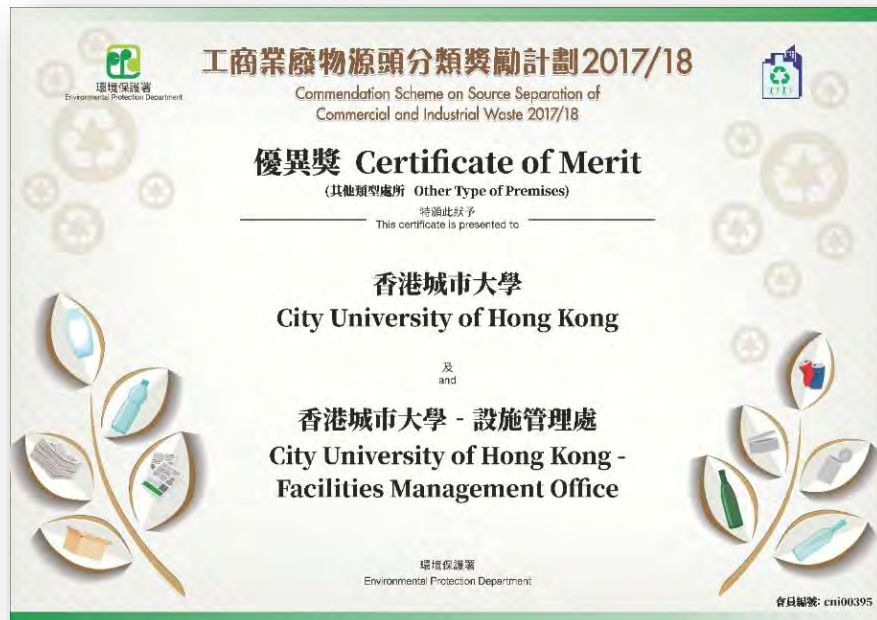 環境保護署
Environmental Protection Department
工商業廢物源頭分類獎勵計劃2017/18
Commendation Scheme on Source Separation of
Commercial and Industrial Waste 2017/18
優異獎 Certificate of Merit
(其他類型處所 Other Type of Premises)
特頒此狀予
This certificate is presented to
香港城市大學
City University of Hong Kong
及
and
香港城市大學 - 設施管理處
City University of Hong Kong -
Facilities Management Office
環境保護署
Environmental Protection Department
會員編號: cni00395